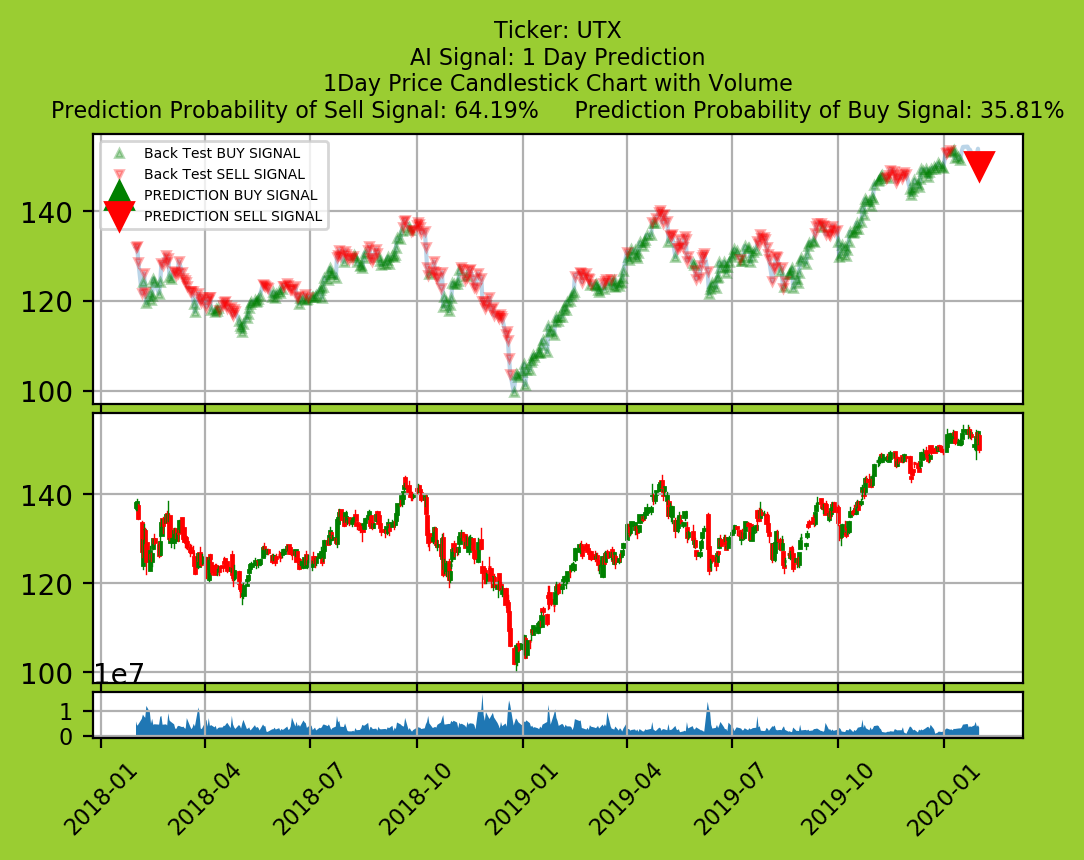 Ticker: UTX
AI Signal: 1 Day Prediction
1Day Price Candlestick Chart with Volume
Prediction Probability of Sell Signal: 64.19% Prediction Probability of Buy Signal: 35.81%
Back Test BUY SIGNAL
Back Test SELL SIGNAL
PREDICTION BUY SIGNAL
PREDICTION SELL SIGNAL
140
120
100
140
120
100
1e7
1
0
2018-01 2018-04 2018-07 2018-10 2019-01 2019-04 2019-07 2019-10 2020-01